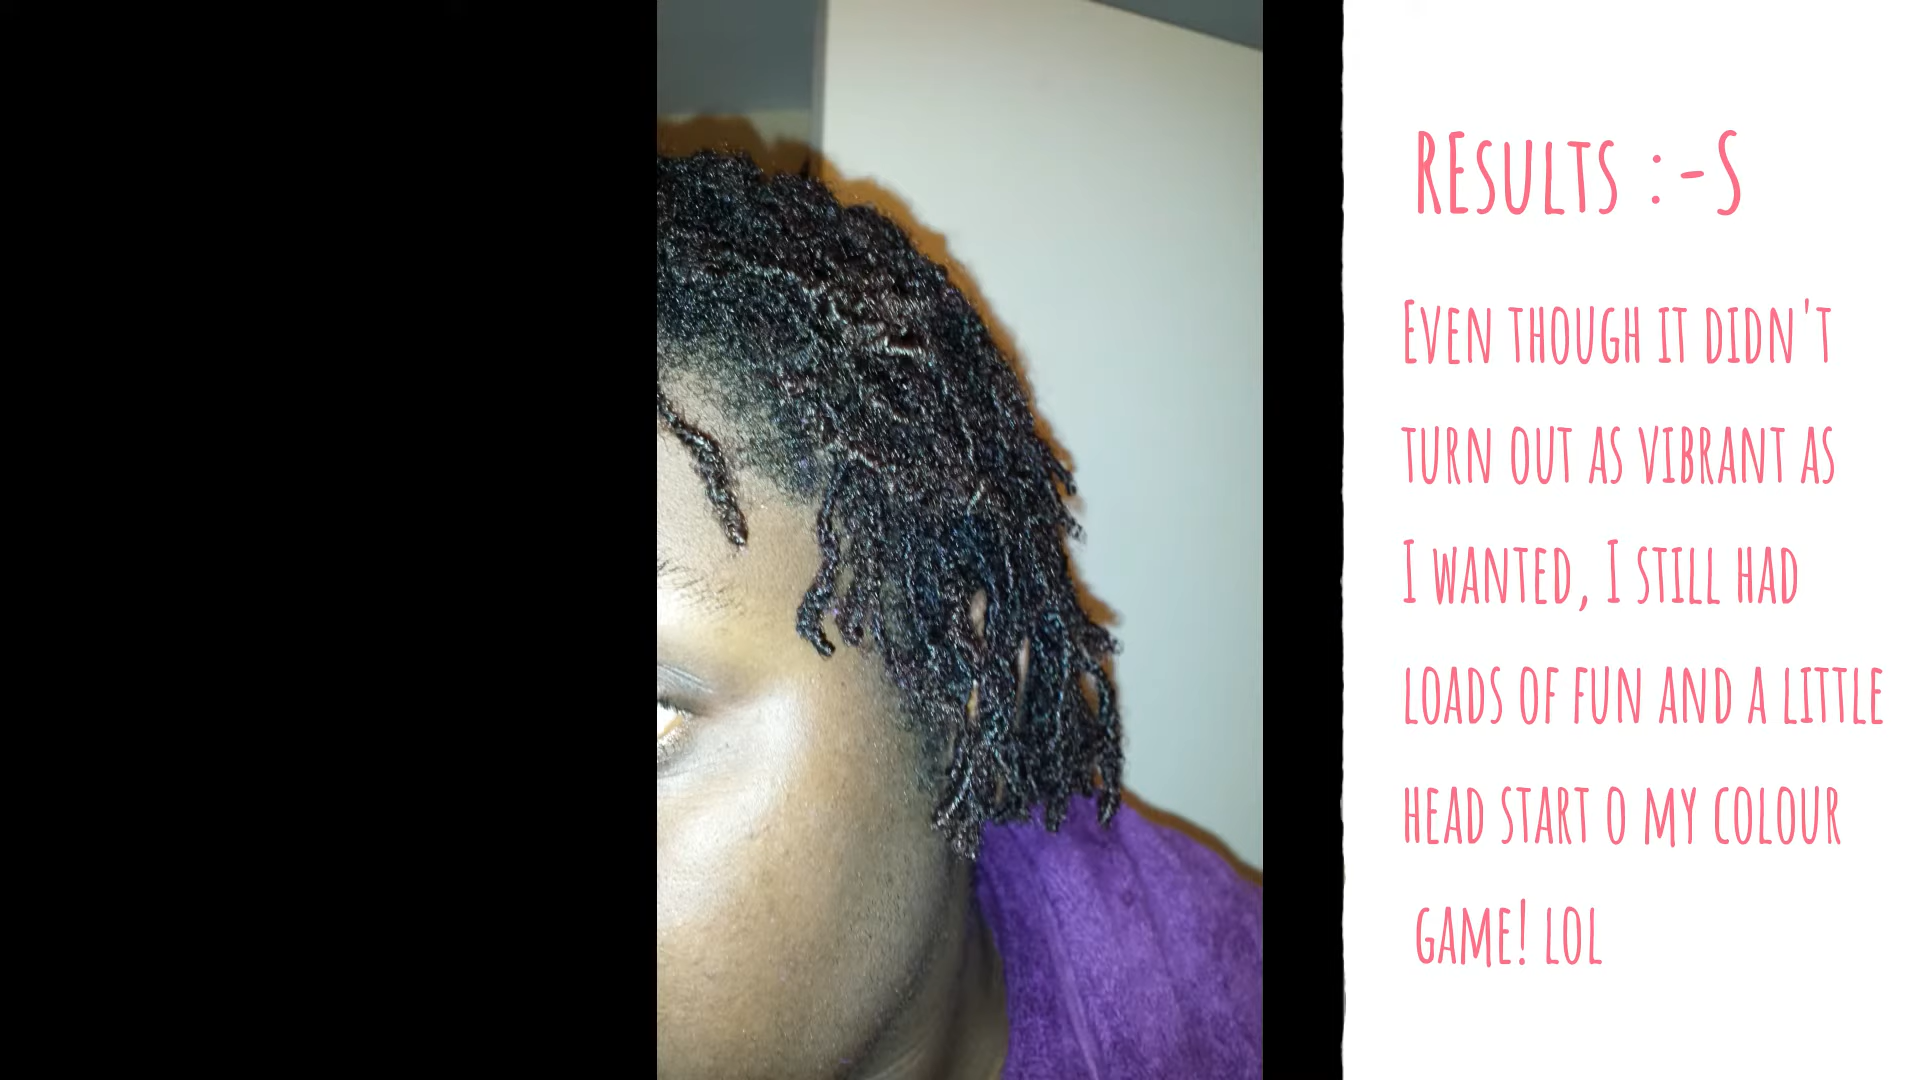 RESULTS :-S
EVEN THOUGH IT DIDN'T
TURN OUT AS VIBRANT AS
I WANTED, I STILL HAD
LOADS OF FUN AND A LITTLE
HEAD START O MY COLOUR
GAME! LOL